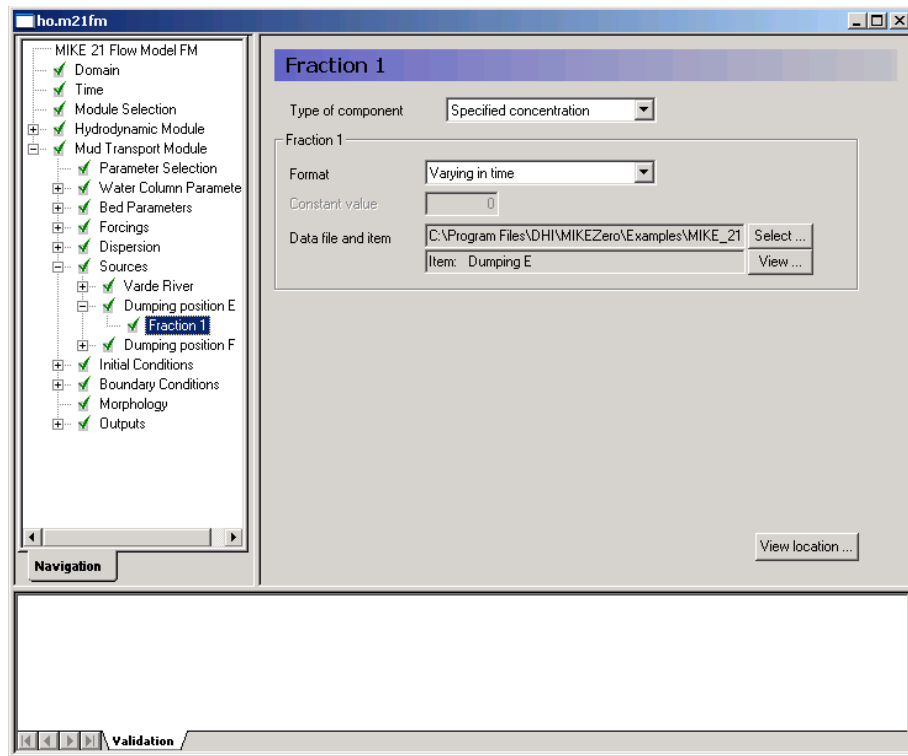 ho.m21fm
MIKE 21 Flow Model FM
Domain
Time
Module Selection
Hydrodynamic Module
Mud Transport Module
Parameter Selection
Water Column Paramete
Bed Parameters
Forcings
Dispersion
Sources
Varde River
Dumping position E
Fraction 1
Dumping position F
Initial Conditions
Boundary Conditions
Morphology
Outputs
Navigation
Fraction 1
Type of component Specified concentration
Fraction 1
Format Varying in time
Constant value 0
Data file and item C:\Program Files\DHI\MIKEZero\Examples\MIKE_21 Select ...
Item: Dumping E View ...
View location ...
Validation